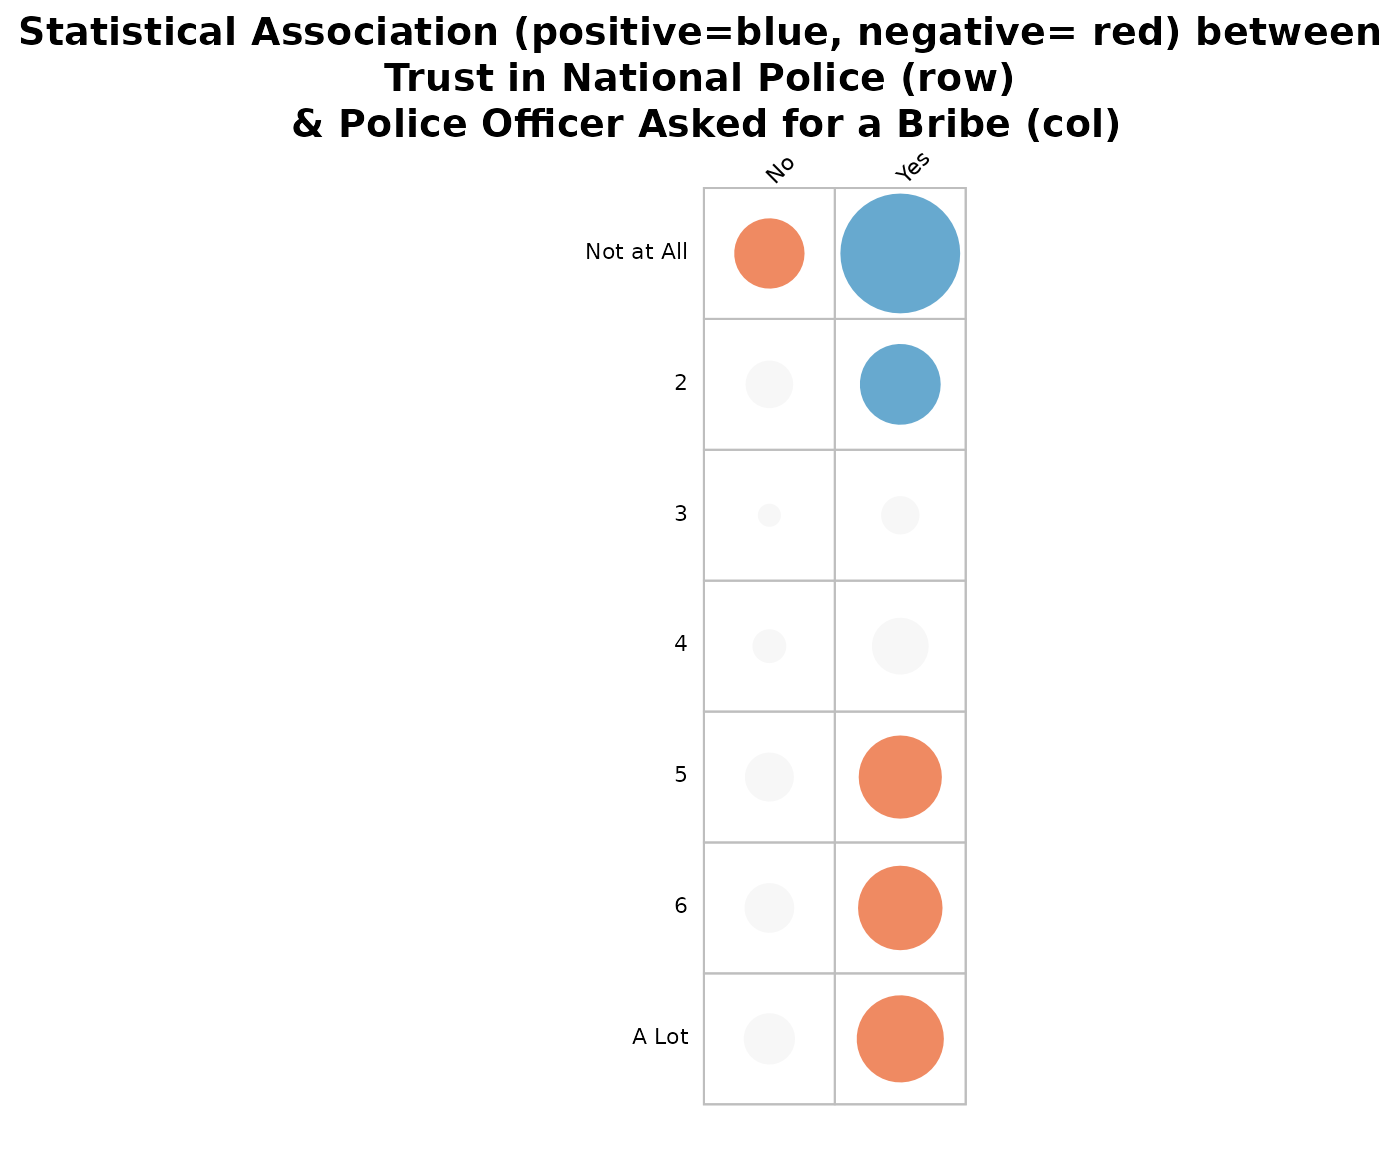 Statistical Association (positive=blue, negative= red) between
Trust in National Police (row)
& Police Officer Asked for a Bribe (col)
No
Yes
Not at All
2
3
4
5
6
A Lot